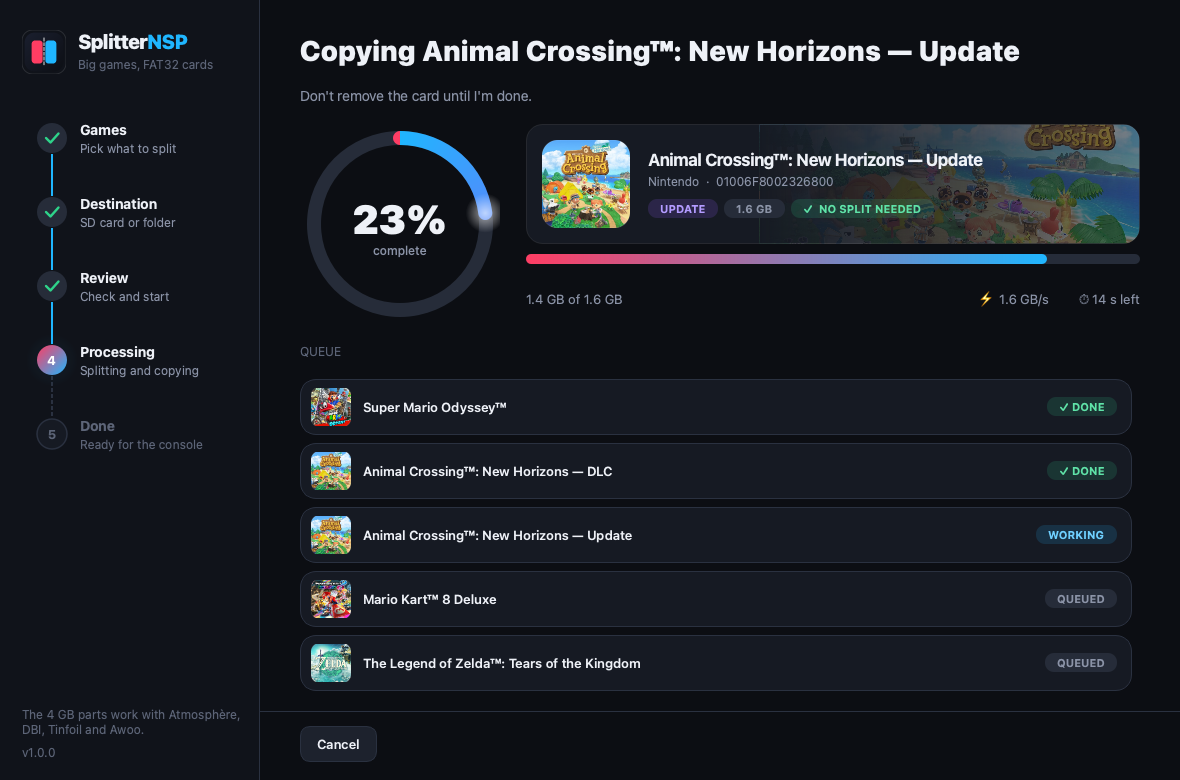 SplitterNSP
Big games, FAT32 cards
Games
Pick what to split
Destination
SD card or folder
Review
Check and start
4
Processing
Splitting and copying
5
Done
Ready for the console
The 4 GB parts work with Atmosphère,
DBI, Tinfoil and Awoo.
v1.0.0
Copying Animal Crossing™: New Horizons — Update
Don't remove the card until I'm done.
23%
complete
Animal Crossing
Crossing
Animal Crossing™: New Horizons — Update
Nintendo · 01006F8002326800
UPDATE
1.6 GB
✓ NO SPLIT NEEDED
1.4 GB of 1.6 GB
⚡ 1.6 GB/s
⏱ 14 s left
QUEUE
Super Mario Odyssey™
✓ DONE
Animal Crossing™: New Horizons — DLC
✓ DONE
Animal Crossing™: New Horizons — Update
WORKING
Mario Kart™ 8 Deluxe
QUEUED
ZELDA
The Legend of Zelda™: Tears of the Kingdom
QUEUED
Cancel